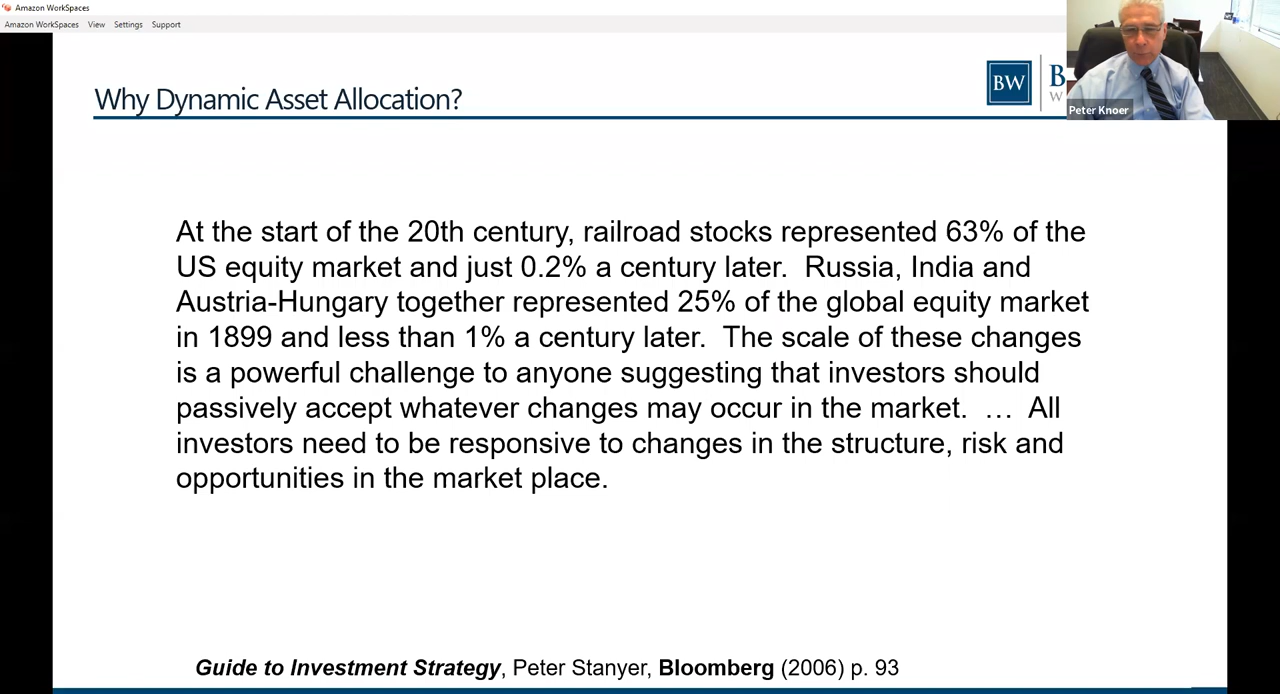 Amazon WorkSpaces
Amazon WorkSpaces View Settings Support
Why Dynamic Asset Allocation?
BW
B
W
Peter Knoer
At the start of the 20th century, railroad stocks represented 63% of the
US equity market and just 0.2% a century later. Russia, India and
Austria-Hungary together represented 25% of the global equity market
in 1899 and less than 1% a century later. The scale of these changes
is a powerful challenge to anyone suggesting that investors should
passively accept whatever changes may occur in the market. … All
investors need to be responsive to changes in the structure, risk and
opportunities in the market place.
Guide to Investment Strategy, Peter Stanyer, Bloomberg (2006) p. 93